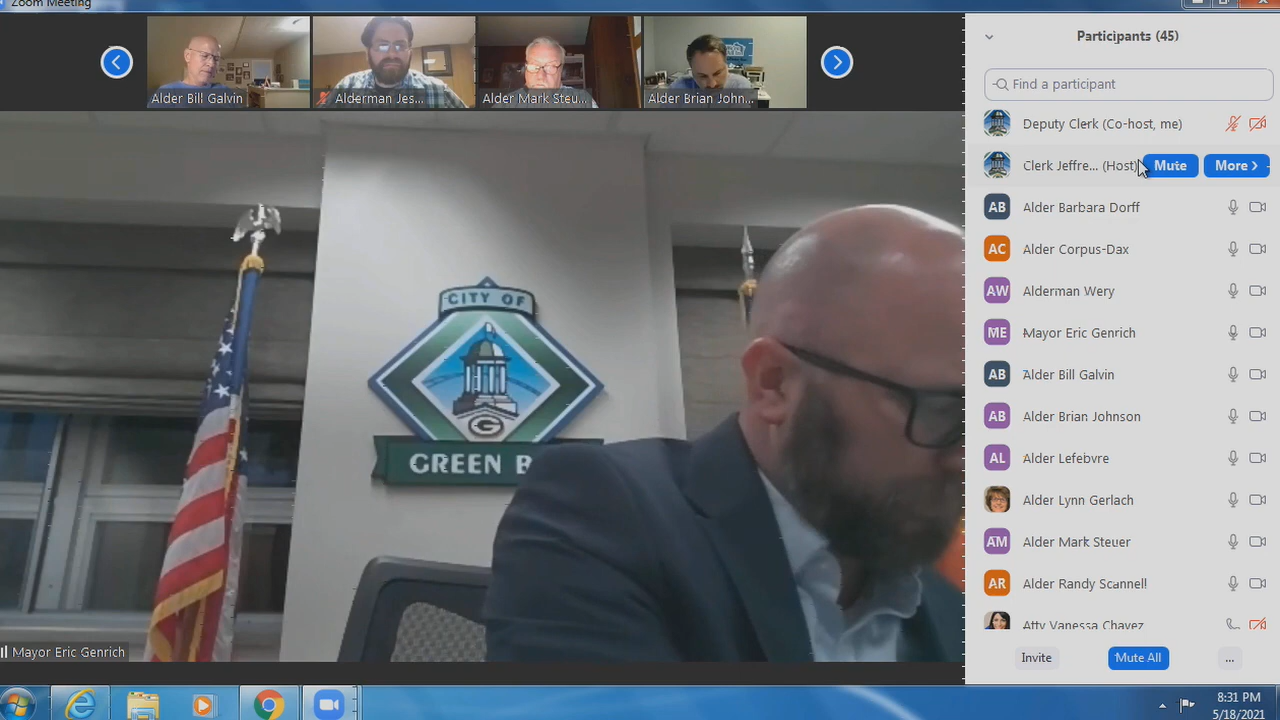 Zoom Meeting
Alder Bill Galvin
Alderman Jes...
Alder Mark Steu...
Alder Brian John...
CITY OF
G
GREEN B
Mayor Eric Genrich
Participants (45)
Find a participant
Deputy Clerk (Co-host, me)
Clerk Jeffre... (Host)
Mute
More >
AB Alder Barbara Dorff
AC Alder Corpus-Dax
AW Alderman Wery
ME Mayor Eric Genrich
AB Alder Bill Galvin
AB Alder Brian Johnson
AL Alder Lefebvre
Alder Lynn Gerlach
AM Alder Mark Steuer
AR Alder Randy Scannell
Atty Vanessa Chavez
Invite
Mute All
...
8:31 PM
5/18/2021